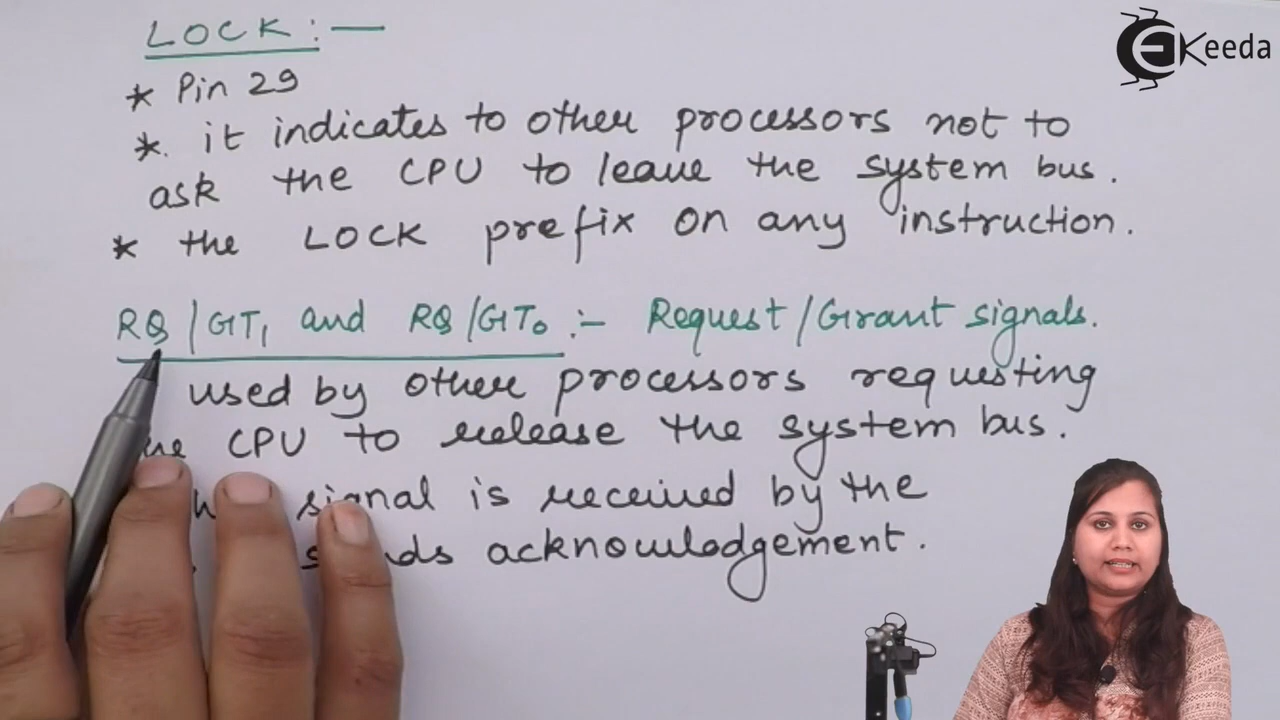 LOCK :—
* Pin 29
*. it indicates to other processors not to
ask the CPU to leave the system bus.
* the LOCK prefix on any instruction.
RQ/GT1 and RQ/GT0 :- Request/Grant signals.
used by other processors requesting
CPU to release the system bus.
signal is received by the
acknowledgement.
Keeda